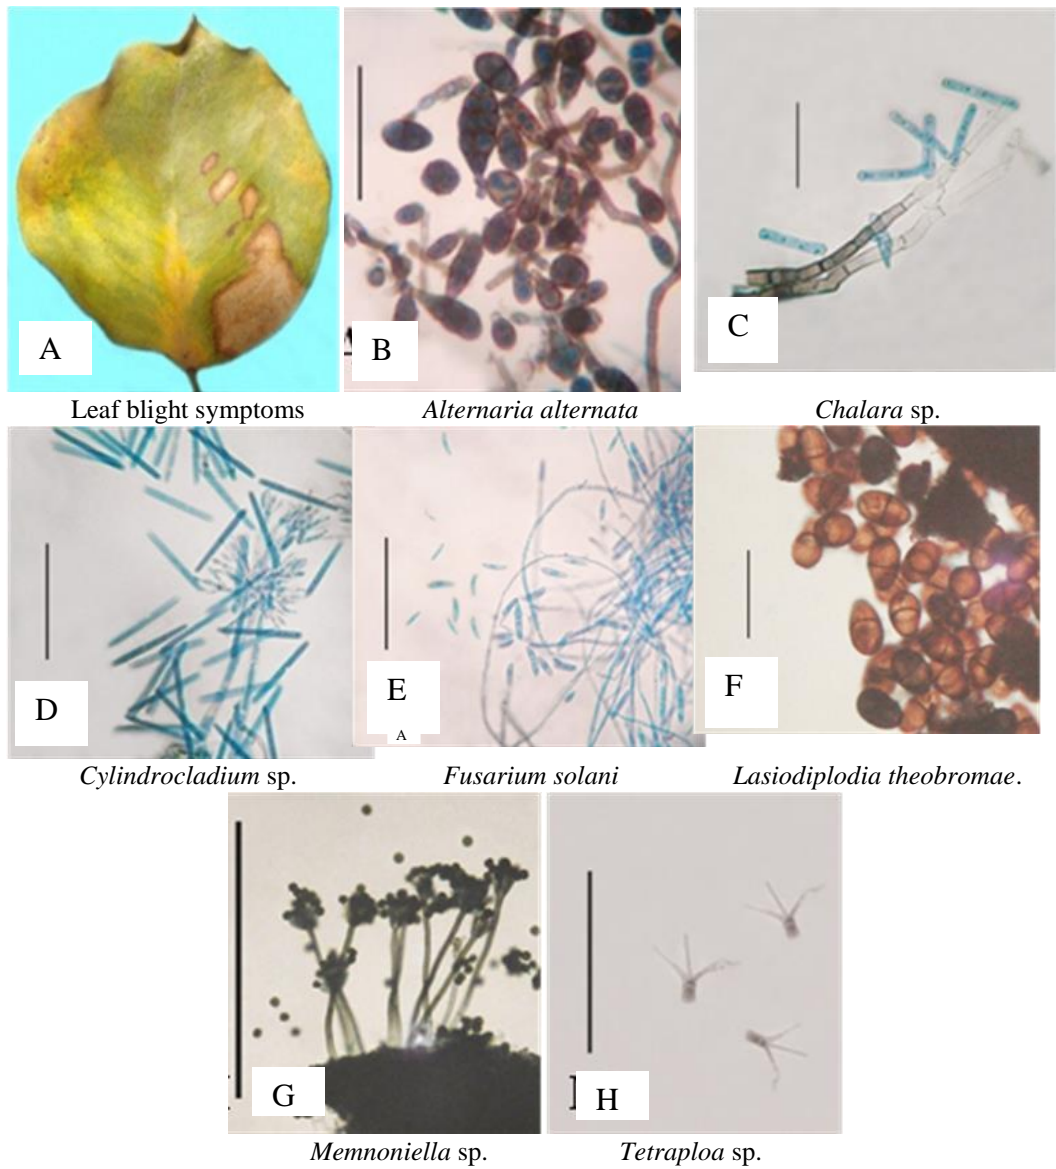 A
B
C
Leaf blight symptoms
Alternaria alternata
Chalara sp.
D
E
A
F
Cylindrocladium sp.
Fusarium solani
Lasiodiplodia theobromae.
G
H
Memnoniella sp.
Tetraploa sp.